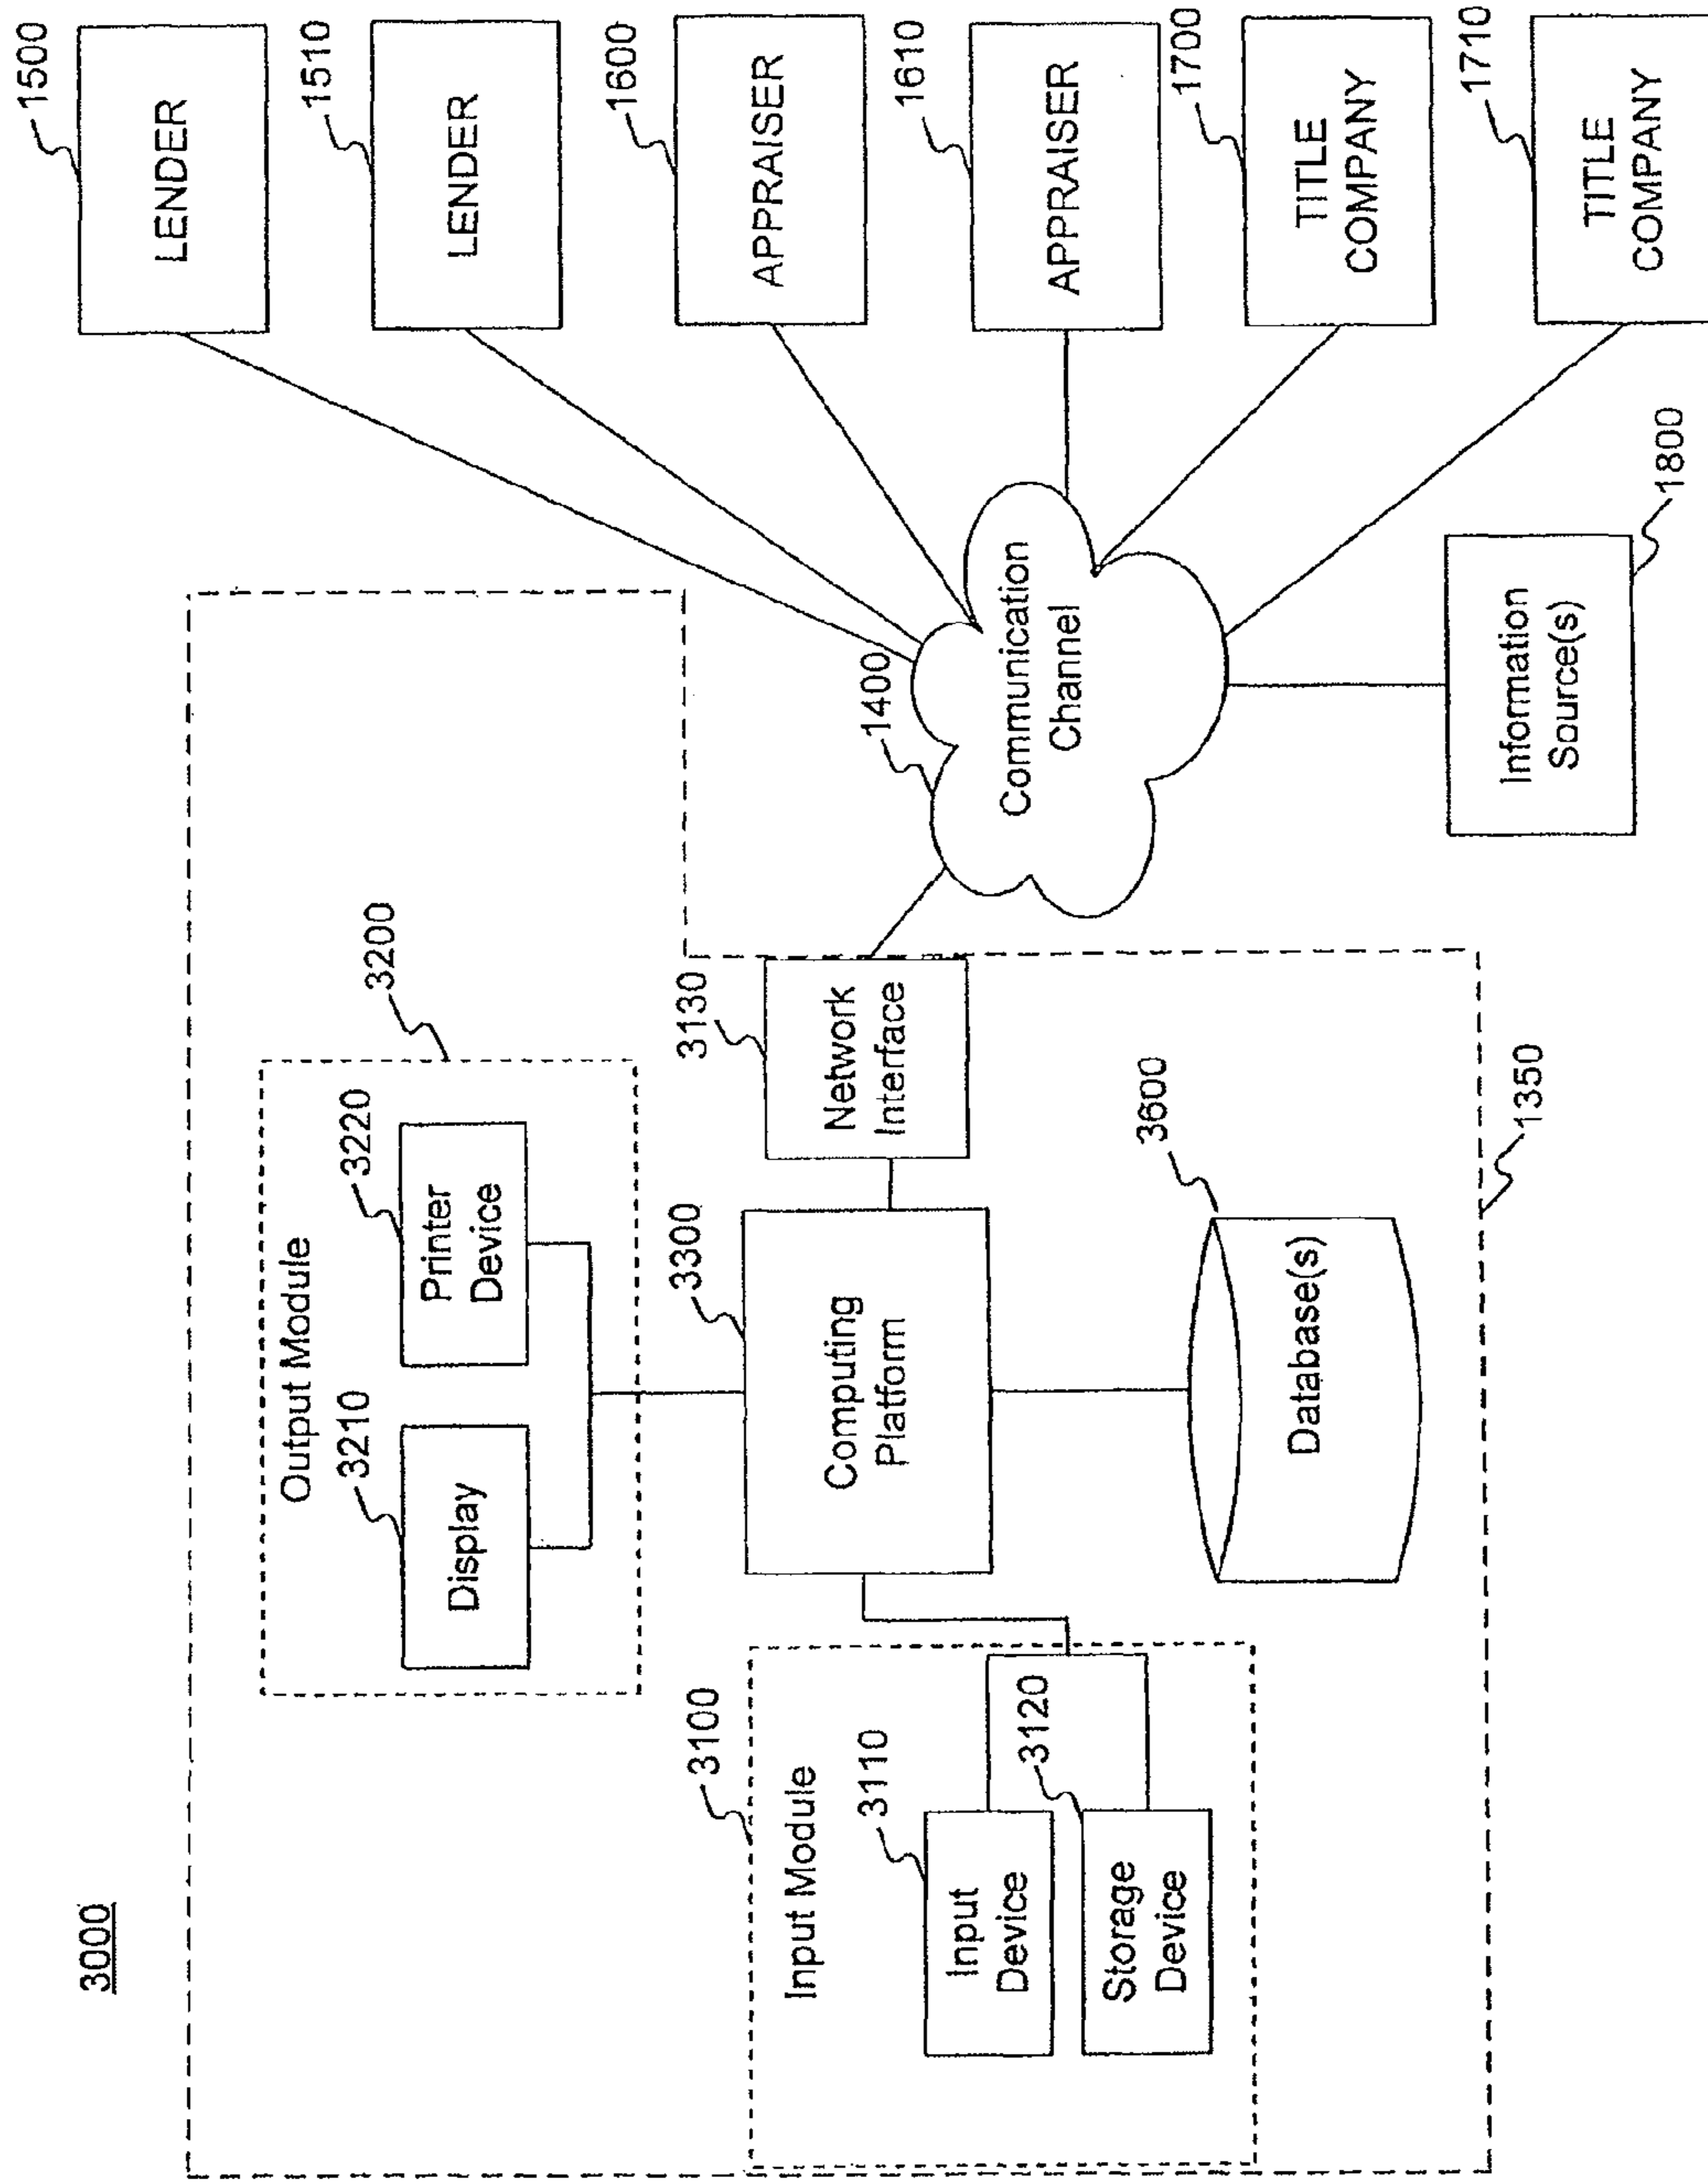 3000
Output Module
3200
3210
Display
3220
Printer
Device
3100
Input Module
3110
Input
Device
3120
Storage
Device
3300
Computing
Platform
3130
Network
Interface
3600
Database(s)
1350
1400
Communication
Channel
1500
LENDER
1510
LENDER
1600
APPRAISER
1610
APPRAISER
1700
TITLE
COMPANY
1710
TITLE
COMPANY
Information
Source(s)
1800